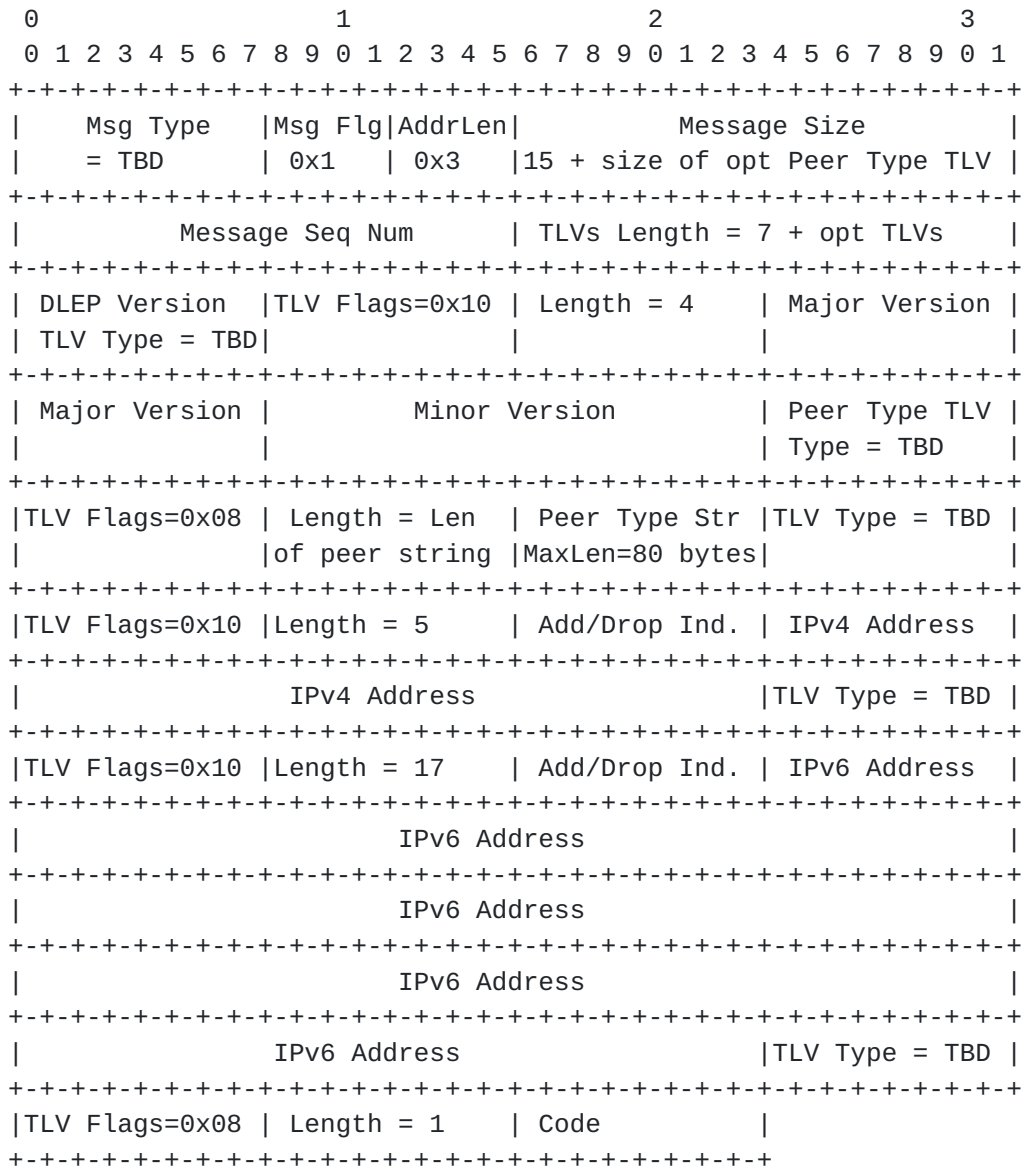 0                   1                   2                   3
 0 1 2 3 4 5 6 7 8 9 0 1 2 3 4 5 6 7 8 9 0 1 2 3 4 5 6 7 8 9 0 1
+-+-+-+-+-+-+-+-+-+-+-+-+-+-+-+-+-+-+-+-+-+-+-+-+-+-+-+-+-+-+-+-+
|    Msg Type   |Msg Flg|AddrLen|          Message Size         |
|    = TBD      | 0x1   | 0x3   |15 + size of opt Peer Type TLV |
+-+-+-+-+-+-+-+-+-+-+-+-+-+-+-+-+-+-+-+-+-+-+-+-+-+-+-+-+-+-+-+-+
|          Message Seq Num      | TLVs Length = 7 + opt TLVs    |
+-+-+-+-+-+-+-+-+-+-+-+-+-+-+-+-+-+-+-+-+-+-+-+-+-+-+-+-+-+-+-+-+
| DLEP Version  |TLV Flags=0x10 | Length = 4    | Major Version |
| TLV Type = TBD|               |               |               |
+-+-+-+-+-+-+-+-+-+-+-+-+-+-+-+-+-+-+-+-+-+-+-+-+-+-+-+-+-+-+-+-+
| Major Version |         Minor Version         | Peer Type TLV |
|               |                               | Type = TBD    |
+-+-+-+-+-+-+-+-+-+-+-+-+-+-+-+-+-+-+-+-+-+-+-+-+-+-+-+-+-+-+-+-+
|TLV Flags=0x08 | Length = Len  | Peer Type Str |TLV Type = TBD |
|               |of peer string |MaxLen=80 bytes|               |
+-+-+-+-+-+-+-+-+-+-+-+-+-+-+-+-+-+-+-+-+-+-+-+-+-+-+-+-+-+-+-+-+
|TLV Flags=0x10 |Length = 5     | Add/Drop Ind. | IPv4 Address  |
+-+-+-+-+-+-+-+-+-+-+-+-+-+-+-+-+-+-+-+-+-+-+-+-+-+-+-+-+-+-+-+-+
|                 IPv4 Address                  |TLV Type = TBD |
+-+-+-+-+-+-+-+-+-+-+-+-+-+-+-+-+-+-+-+-+-+-+-+-+-+-+-+-+-+-+-+-+
|TLV Flags=0x10 |Length = 17    | Add/Drop Ind. | IPv6 Address  |
+-+-+-+-+-+-+-+-+-+-+-+-+-+-+-+-+-+-+-+-+-+-+-+-+-+-+-+-+-+-+-+-+
|                        IPv6 Address                           |
+-+-+-+-+-+-+-+-+-+-+-+-+-+-+-+-+-+-+-+-+-+-+-+-+-+-+-+-+-+-+-+-+
|                        IPv6 Address                           |
+-+-+-+-+-+-+-+-+-+-+-+-+-+-+-+-+-+-+-+-+-+-+-+-+-+-+-+-+-+-+-+-+
|                        IPv6 Address                           |
+-+-+-+-+-+-+-+-+-+-+-+-+-+-+-+-+-+-+-+-+-+-+-+-+-+-+-+-+-+-+-+-+
|                IPv6 Address                   |TLV Type = TBD |
+-+-+-+-+-+-+-+-+-+-+-+-+-+-+-+-+-+-+-+-+-+-+-+-+-+-+-+-+-+-+-+-+
|TLV Flags=0x08 | Length = 1    | Code          |
+-+-+-+-+-+-+-+-+-+-+-+-+-+-+-+-+-+-+-+-+-+-+-+-+